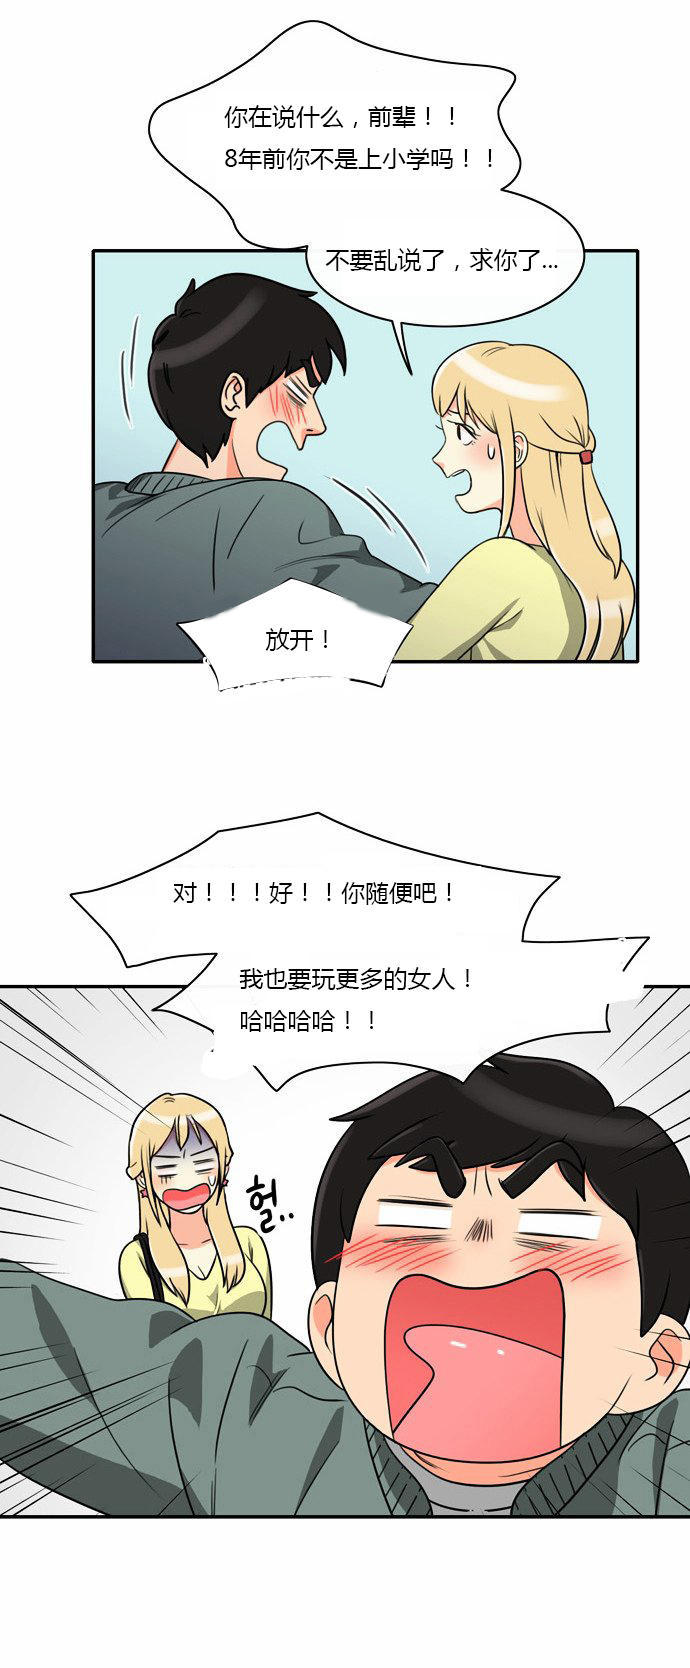 你在说什么，前辈！！
8年前你不是上小学吗！！
不要乱说了，求你了...
放开！
对！！！好！！你随便吧！
我也要玩更多的女人！
哈哈哈哈！！
헐..